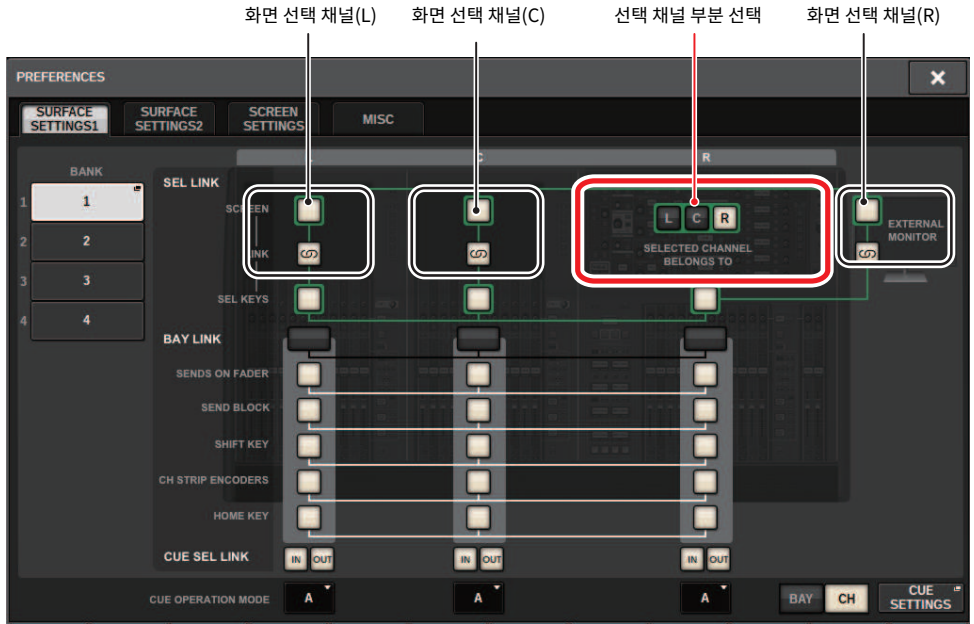 화면 선택 채널(L) 화면 선택 채널(C) 선택 채널 부분 선택 화면 선택 채널(R)
PREFERENCES
SURFACE SETTINGS1
SURFACE SETTINGS2
SCREEN SETTINGS
MISC
L C R
BANK
1 1
2 2
3 3
4 4
SEL LINK
SCREEN
L C R
SELECTED CHANNEL
BELONGS TO
EXTERNAL
MONITOR
LINK
SEL KEYS
BAY LINK
SENDS ON FADER
SEND BLOCK
SHIFT KEY
CH STRIP ENCODERS
HOME KEY
CUE SEL LINK IN OUT IN OUT IN OUT
CUE OPERATION MODE A A A BAY CH
CUE
SETTINGS